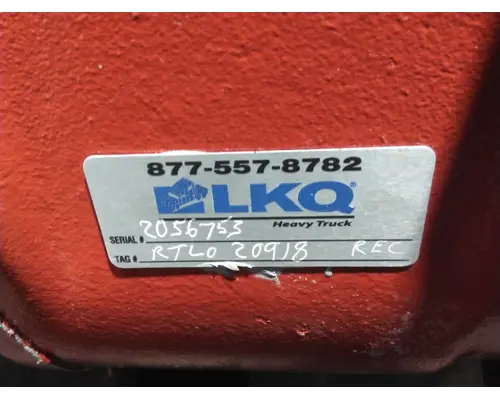 877-557-8782
LKQ®
Heavy Truck
SERIAL # 2056753
TAG # RTLO 20918 REC